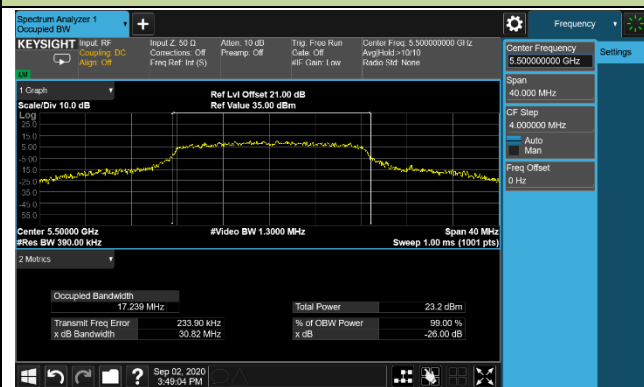 Spectrum Analyzer 1
Occupied BW
Frequency
KEYSIGHT
Input: RF
Coupling: DC
Align: Off
Input Z: 50 Ω
Corrections: Off
Freq Ref: Int (S)
Atten: 10 dB
Preamp: Off
Trig: Free Run
Gate: Off
#IF Gain: Low
Center Freq: 5.500000000 GHz
Avg|Hold:>10/10
Radio Std: None
LXI
1 Graph
Scale/Div 10.0 dB
Ref Lvl Offset 21.00 dB
Ref Value 35.00 dBm
Log
25.0
15.0
5.00
-5.00
-15.0
-25.0
-35.0
-45.0
-55.0
Center 5.50000 GHz
#Res BW 390.00 kHz
#Video BW 1.3000 MHz
Span 40 MHz
Sweep 1.00 ms (1001 pts)
2 Metrics
Occupied Bandwidth
17.239 MHz
Transmit Freq Error 233.90 kHz
x dB Bandwidth 30.82 MHz
Total Power 23.2 dBm
% of OBW Power 99.00 %
x dB -26.00 dB
Center Frequency
5.500000000 GHz
Span
40.000 MHz
CF Step
4.000000 MHz
Auto
Man
Freq Offset
0 Hz
Settings
?
Sep 02, 2020
3:49:04 PM